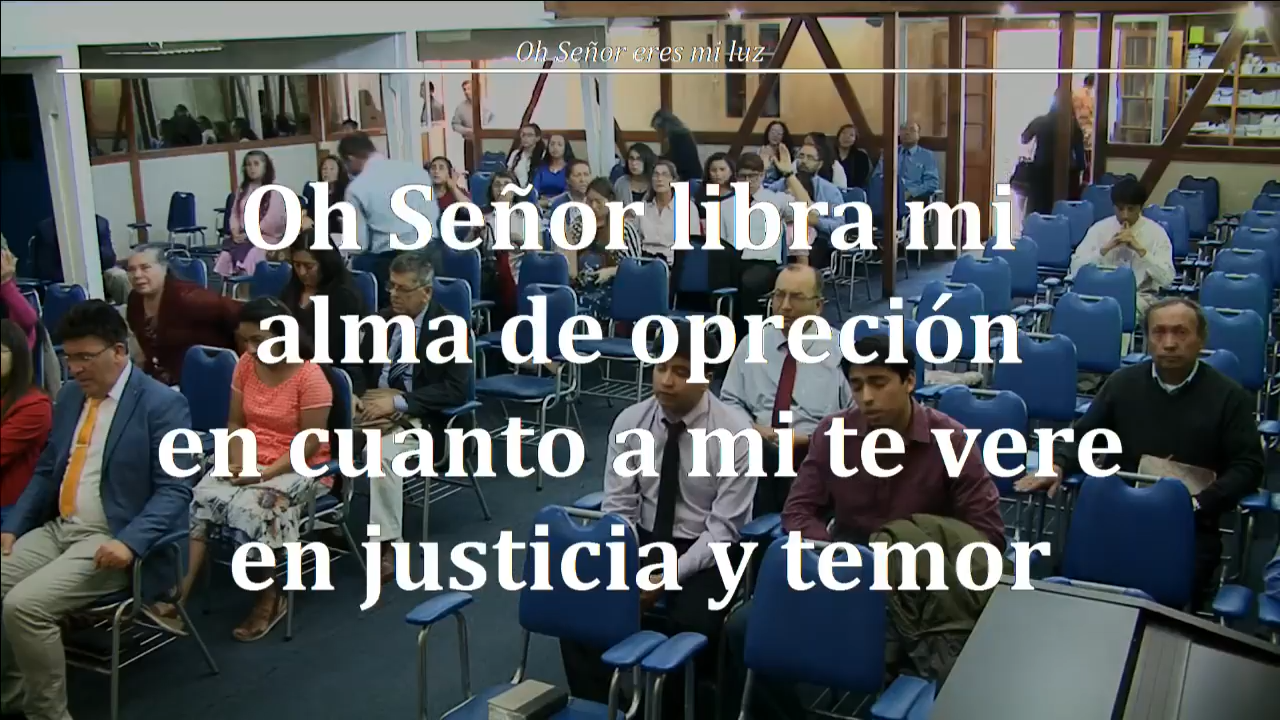 Oh Señor eres mi luz
Oh Señor libra mi
alma de opreción
en cuanto a mi te vere
en justicia y temor